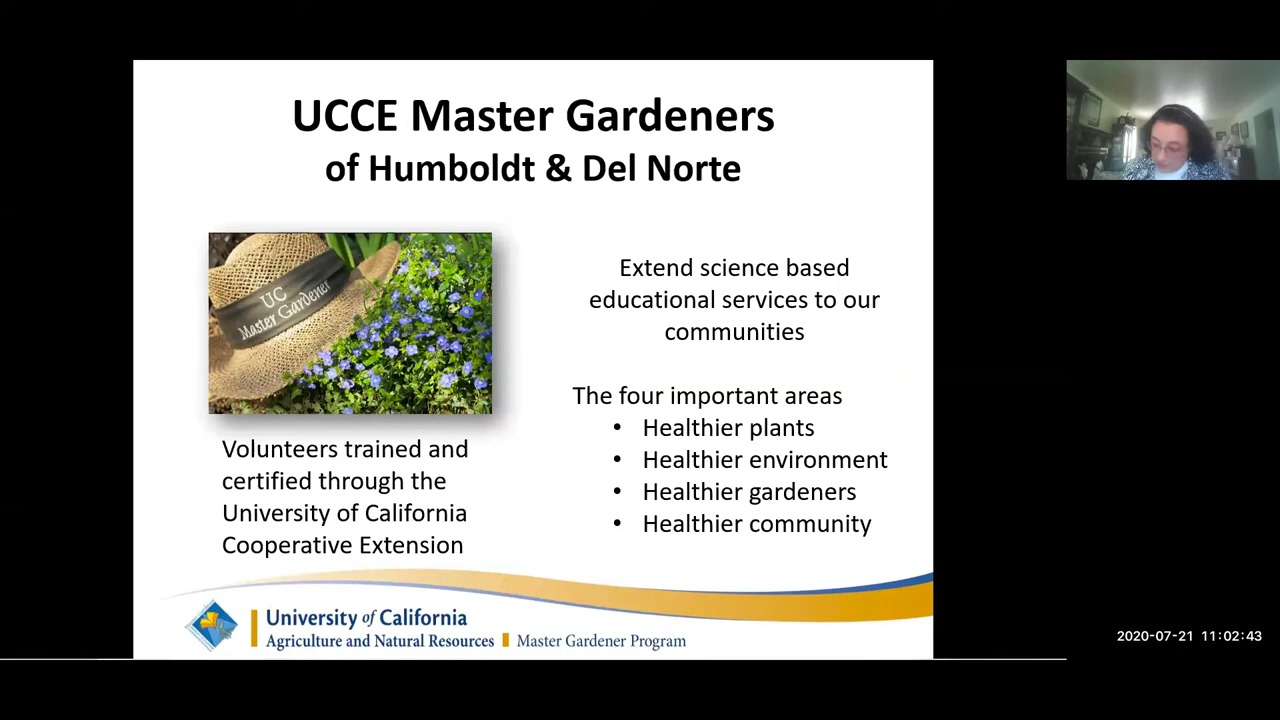 UCCE Master Gardeners
of Humboldt & Del Norte
UC
Master Gardener
Volunteers trained and
certified through the
University of California
Cooperative Extension
Extend science based
educational services to our
communities
The four important areas
• Healthier plants
• Healthier environment
• Healthier gardeners
• Healthier community
University of California
Agriculture and Natural Resources Master Gardener Program
2020-07-21 11:02:43